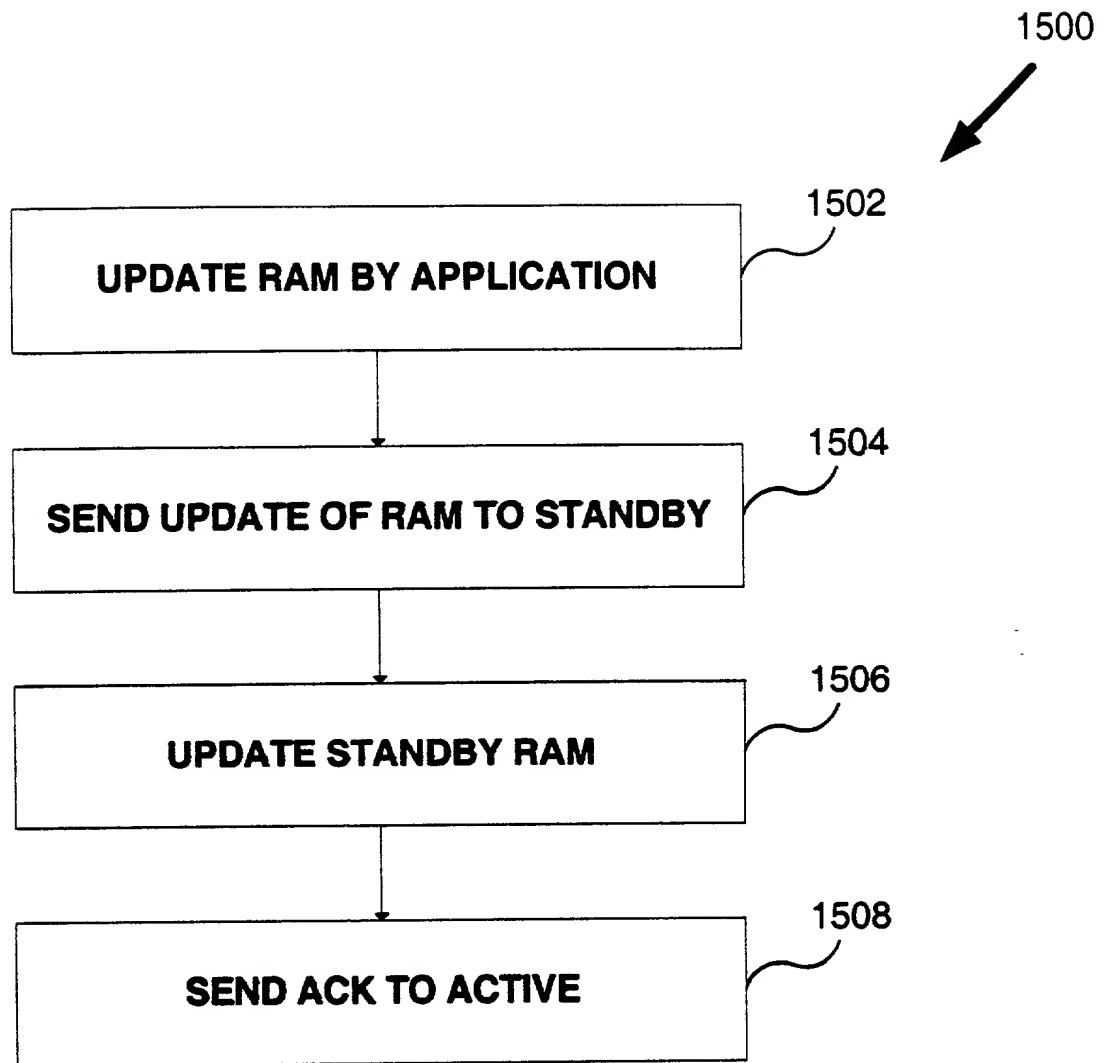 1500
1502
UPDATE RAM BY APPLICATION
1504
SEND UPDATE OF RAM TO STANDBY
1506
UPDATE STANDBY RAM
1508
SEND ACK TO ACTIVE